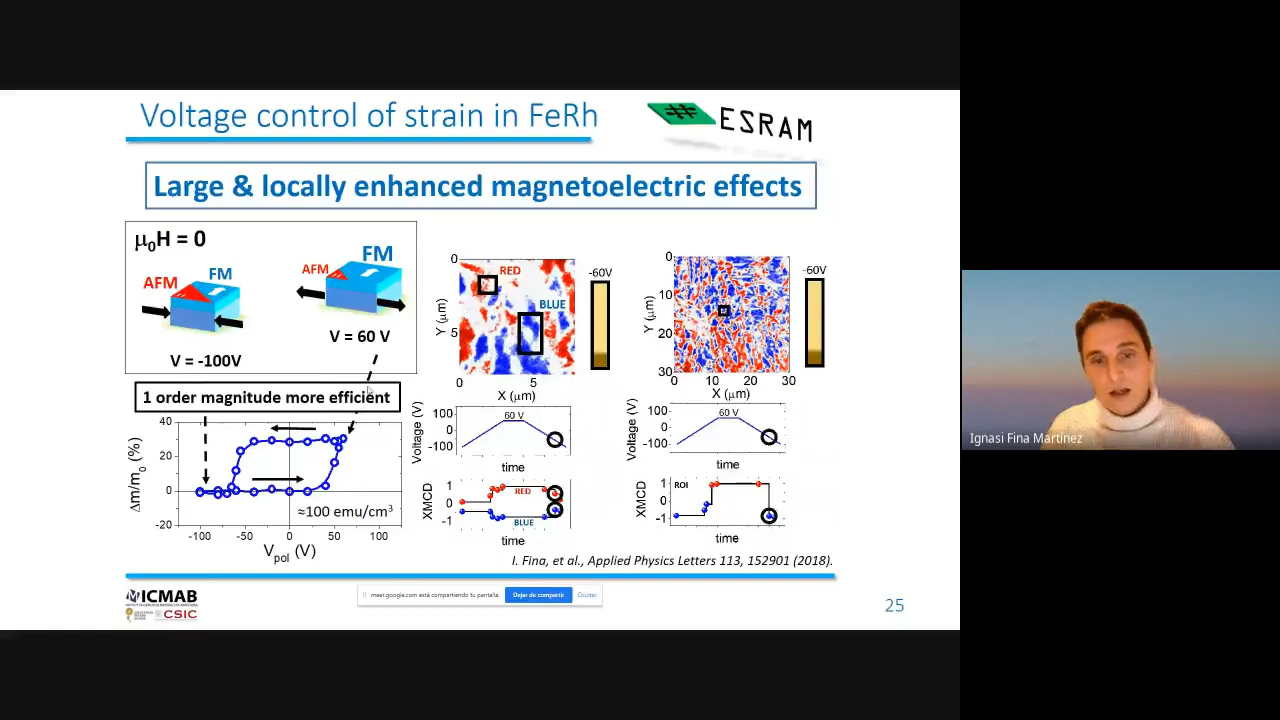 Voltage control of strain in FeRh
ESRAM
Large & locally enhanced magnetoelectric effects
μ0H = 0
AFM
FM
V = -100V
AFM
FM
V = 60 V
1 order magnitude more efficient
Δm/m0 (%)
40
20
0
-20
≈100 emu/cm³
-100 -50 0 50 100
Vpol (V)
0
5
Y (μm)
RED
BLUE
-60V
0 5
X (μm)
Voltage (V)
100
0
-100
60 V
time
XMCD
1
0
-1
RED
BLUE
time
0
10
20
30
Y (μm)
-60V
0 10 20 30
X (μm)
Voltage (V)
100
0
-100
60 V
time
XMCD
1
0
-1
ROI
time
I. Fina, et al., Applied Physics Letters 113, 152901 (2018).
ICMAB
CSIC
meet.google.com está compartiendo tu pantalla.
Dejar de compartir
Ocultar
25
Ignasi Fina Martínez